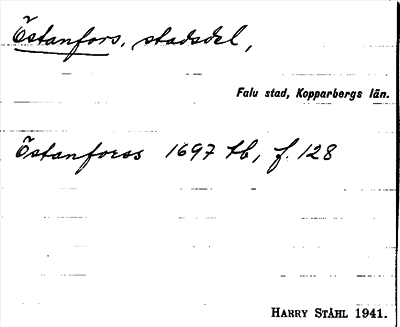 Östanfors, stadsdel,
Falu stad, Kopparbergs län.
Östanforss 1697 tb, f. 128
HARRY STÅHL 1941.